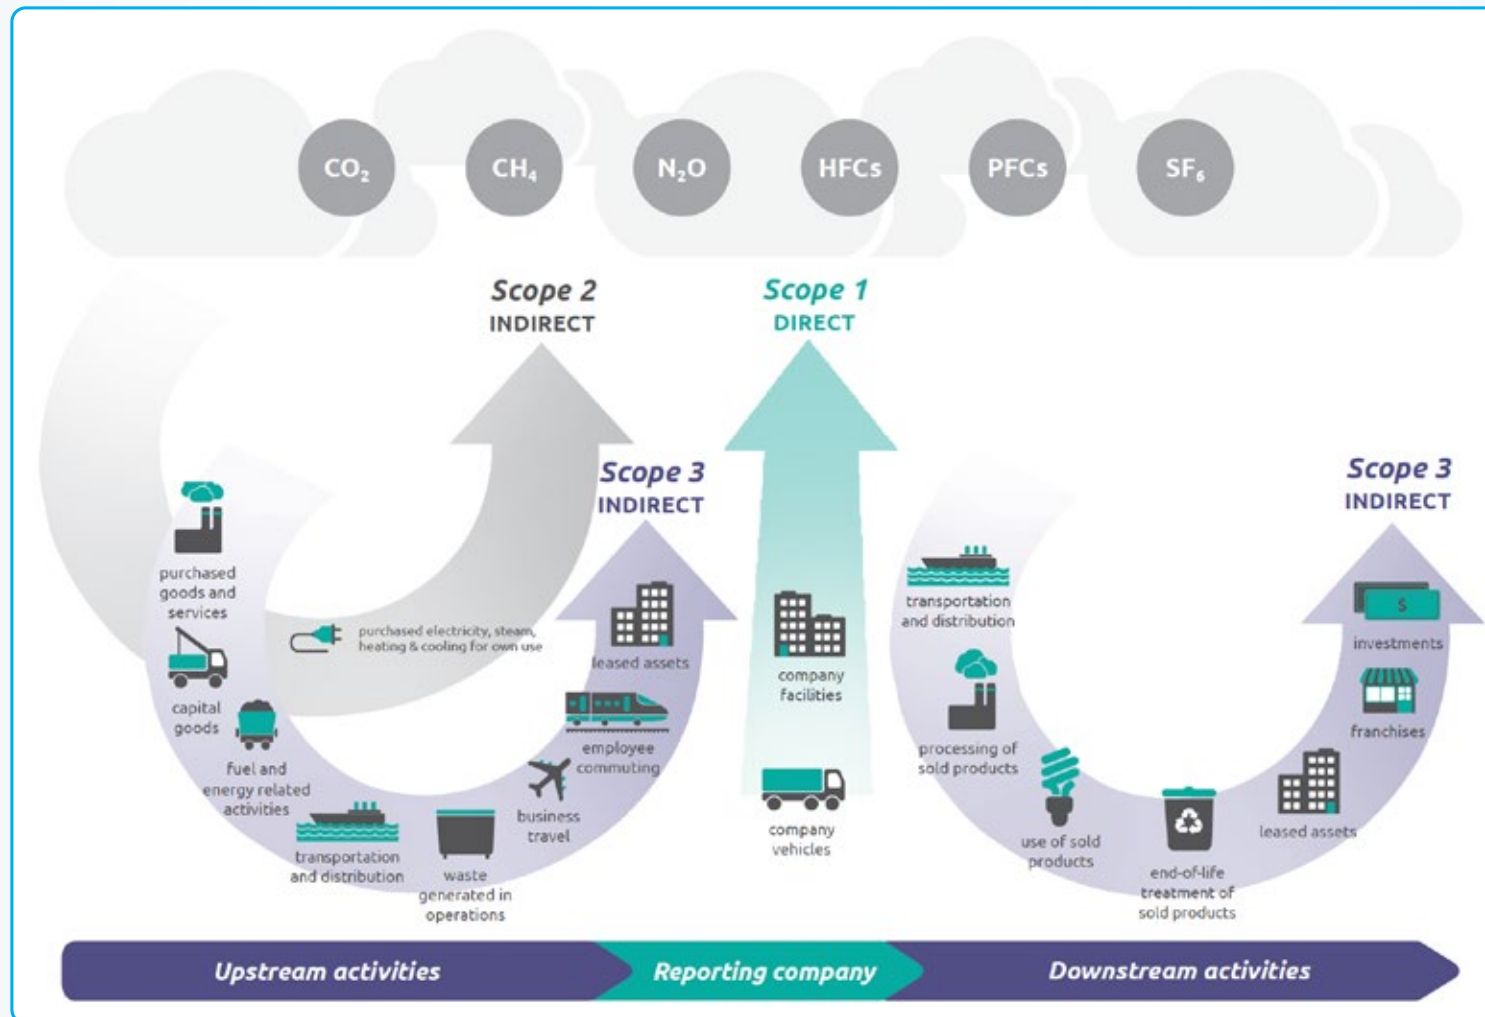 CO₂
CH₄
N₂O
HFCs
PFCs
SF₆
Scope 2
INDIRECT
Scope 1
DIRECT
Scope 3
INDIRECT
Scope 3
INDIRECT
purchased
goods and
services
capital
goods
fuel and
energy related
activities
transportation
and distribution
waste
generated in
operations
business
travel
employee
commuting
leased assets
purchased electricity, steam,
heating & cooling for own use
company
facilities
company
vehicles
transportation
and distribution
processing of
sold products
use of sold
products
end-of-life
treatment of
sold products
leased assets
franchises
$
investments
Upstream activities
Reporting company
Downstream activities